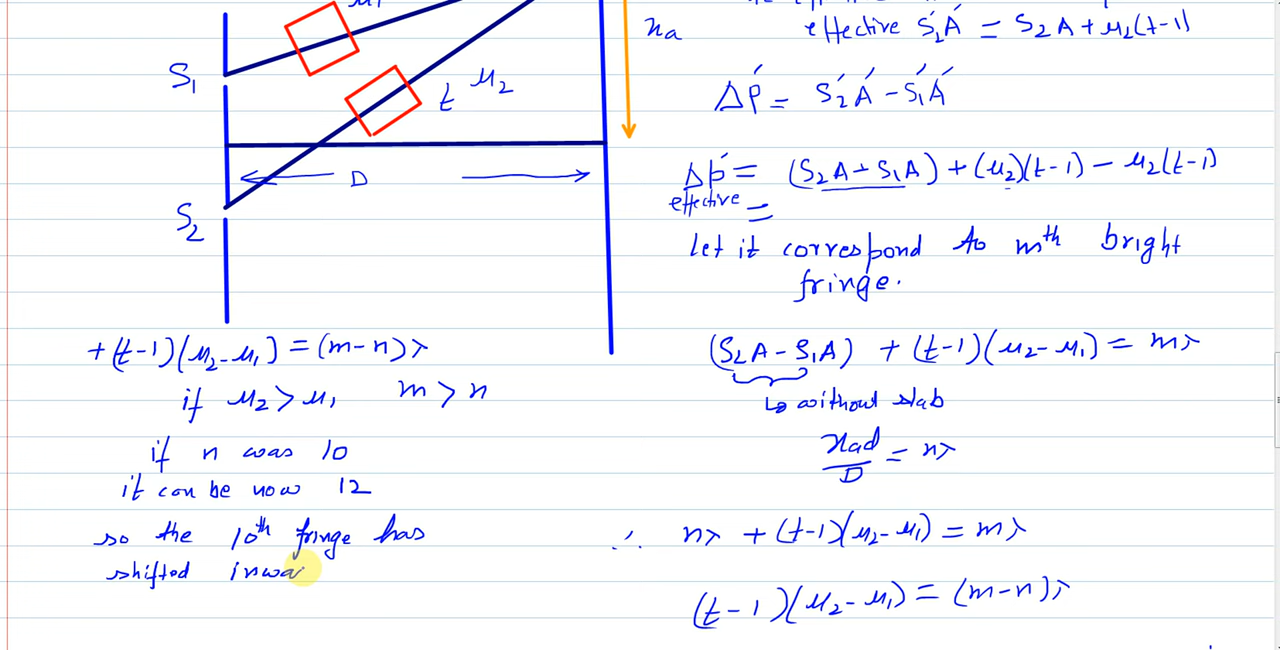 μ1
S1
t μ2
D
S2
xa
effective S2'A' = S2A + μ2(t-1)
Δp' = S2'A' - S1'A'
Δp' = (S2A + S1A) + (μ2)(t-1) - μ2(t-1)
effective =
Let it correspond to mth bright
fringe.
(S2A - S1A) + (t-1)(μ2-μ1) = mλ
↳ without slab
xad/D = nλ
∴ nλ + (t-1)(μ2-μ1) = mλ
(t-1)(μ2-μ1) = (m-n)λ
+(t-1)(μ2-μ1) = (m-n)λ
if μ2 > μ1 m > n
if n was 10
it can be now 12
so the 10th fringe has
shifted inwa